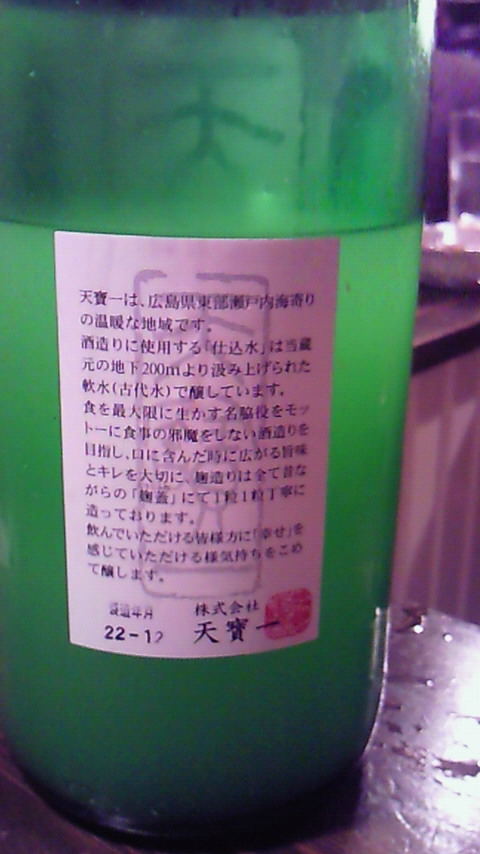 天
天寶一は、広島県東部瀬戸内海寄り
の温暖な地域です。
酒造りに使用する「仕込水」は当蔵
元の地下200mより汲み上げられた
軟水(古代水)で醸しています。
食を最大限に生かす名脇役をモッ
トーに食事の邪魔をしない酒造りを
目指し、口に含んだ時に広がる旨味
とキレを大切に、麹造りは全て昔な
がらの「麹蓋」にて1粒1粒丁寧に
造っております。
飲んでいただける皆様方に「幸せ」を
感じていただける様気持ちをこめ
て醸します。
製造年月
22-12
株式会社
天寶一